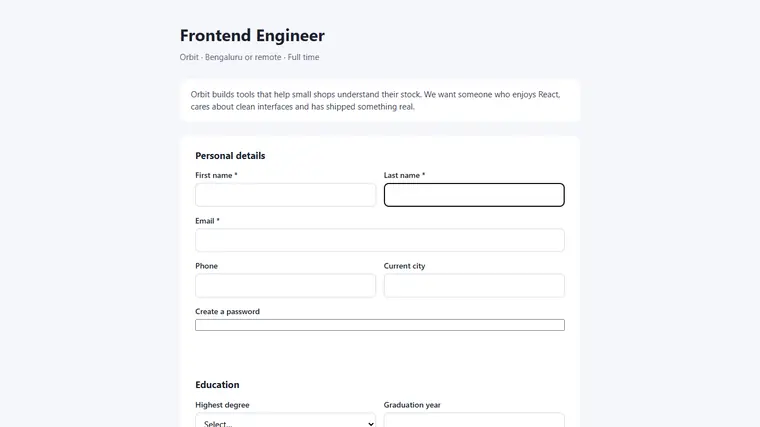 Frontend Engineer
Orbit · Bengaluru or remote · Full time
Orbit builds tools that help small shops understand their stock. We want someone who enjoys React,
cares about clean interfaces and has shipped something real.
Personal details
First name *
Last name *
Email *
Phone
Current city
Create a password
Education
Highest degree
Graduation year
Select...